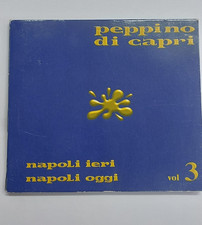 peppino
di capri
napoli ieri
napoli oggi
vol 3